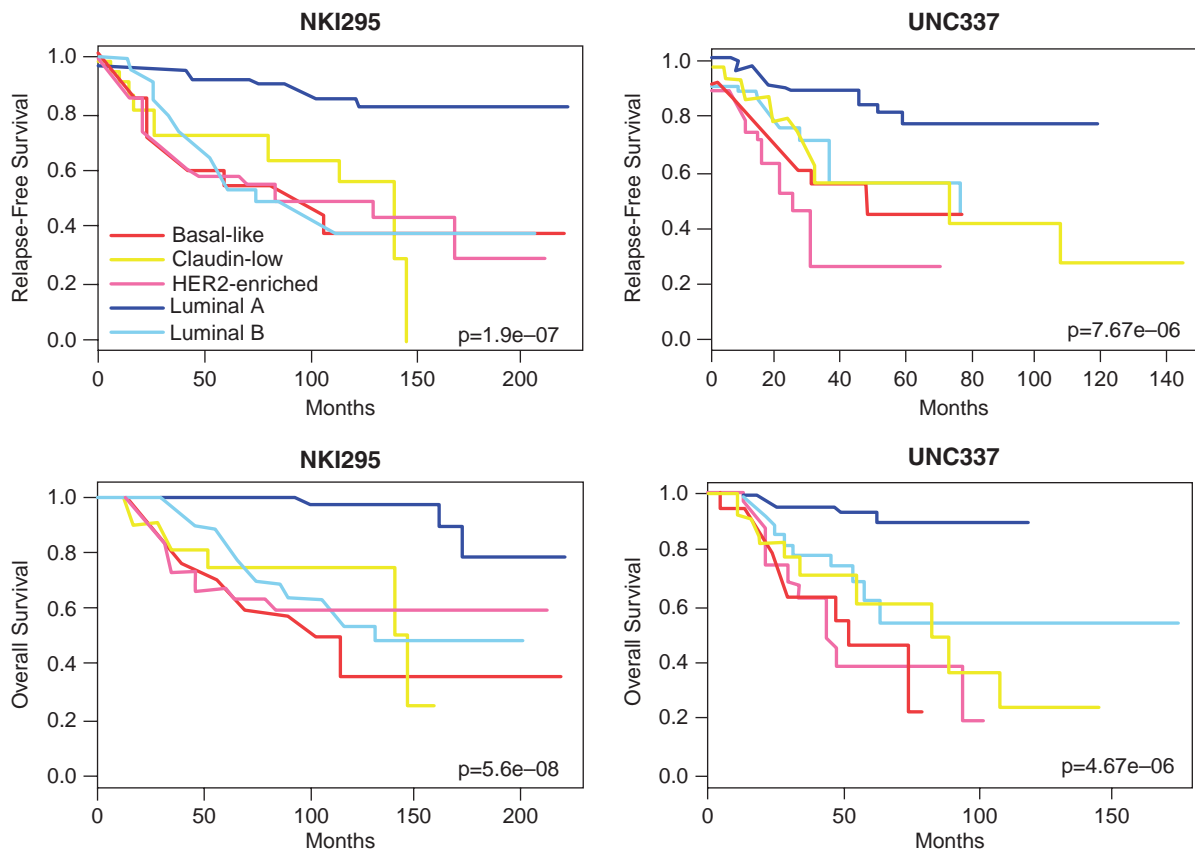 NKI295
1.0
0.8
0.6
0.4
0.2
0.0
Relapse-Free Survival
Basal-like
Claudin-low
HER2-enriched
Luminal A
Luminal B
p=1.9e–07
0 50 100 150 200
Months
UNC337
1.0
0.8
0.6
0.4
0.2
0.0
Relapse-Free Survival
p=7.67e–06
0 20 40 60 80 100 120 140
Months
NKI295
1.0
0.8
0.6
0.4
0.2
0.0
Overall Survival
p=5.6e–08
0 50 100 150 200
Months
UNC337
1.0
0.8
0.6
0.4
0.2
0.0
Overall Survival
p=4.67e–06
0 50 100 150
Months